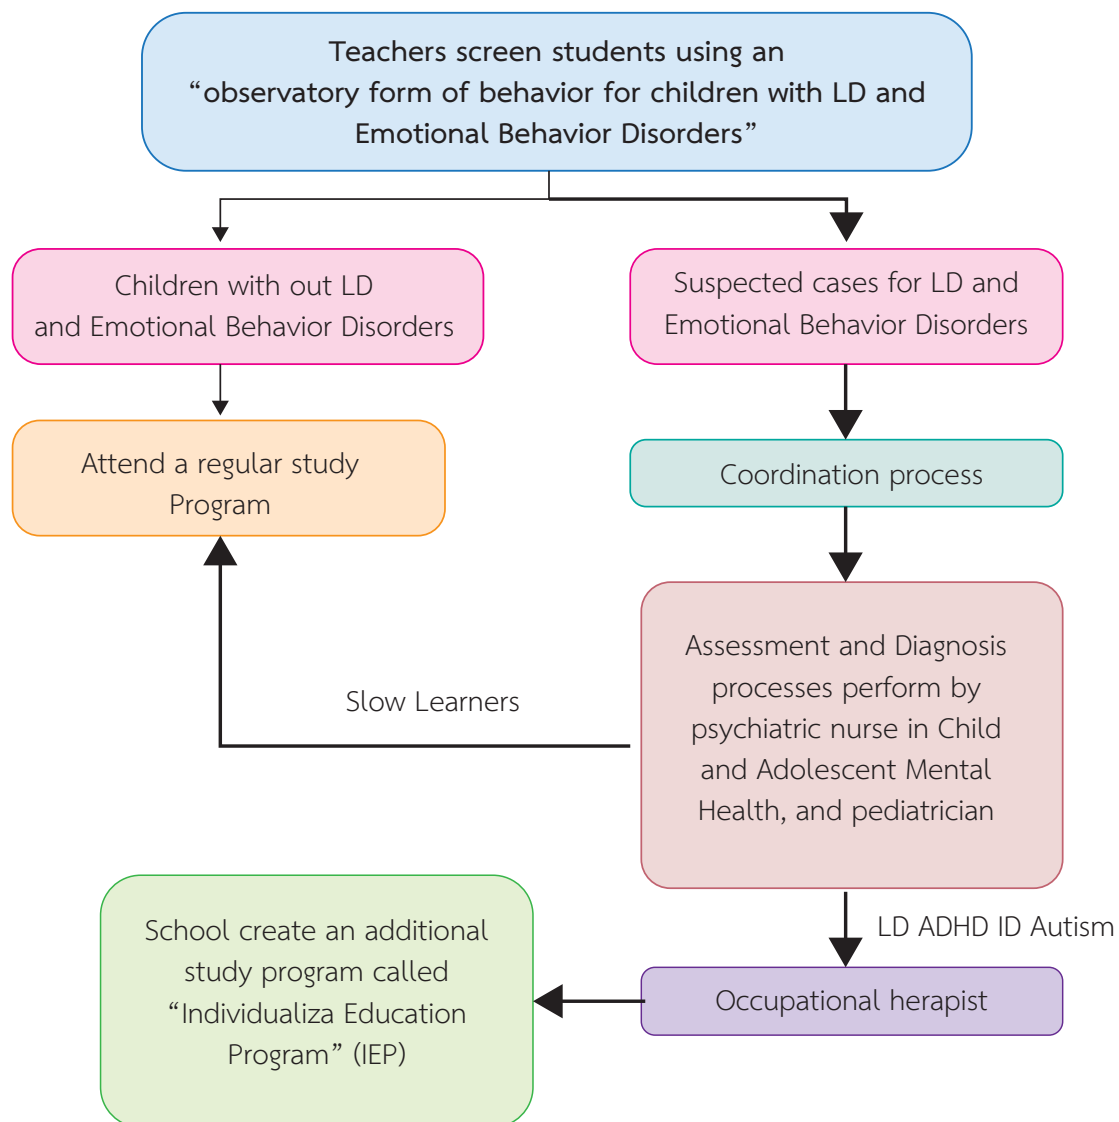 Teachers screen students using an
“observatory form of behavior for children with LD and
Emotional Behavior Disorders”
Children with out LD
and Emotional Behavior Disorders
Suspected cases for LD and
Emotional Behavior Disorders
Attend a regular study
Program
Coordination process
Assessment and Diagnosis
processes perform by
psychiatric nurse in Child
and Adolescent Mental
Health, and pediatrician
Slow Learners
LD ADHD ID Autism
Occupational herapist
School create an additional
study program called
“Individualiza Education
Program” (IEP)